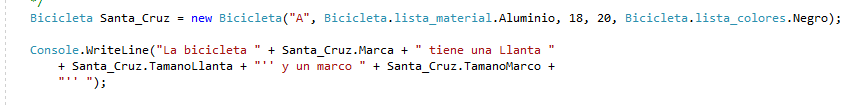 */
Bicicleta Santa_Cruz = new Bicicleta("A", Bicicleta.lista_material.Aluminio, 18, 20, Bicicleta.lista_colores.Negro);
Console.WriteLine("La bicicleta " + Santa_Cruz.Marca + " tiene una Llanta "
+ Santa_Cruz.TamanoLlanta + "'' y un marco " + Santa_Cruz.TamanoMarco +
"'' ");